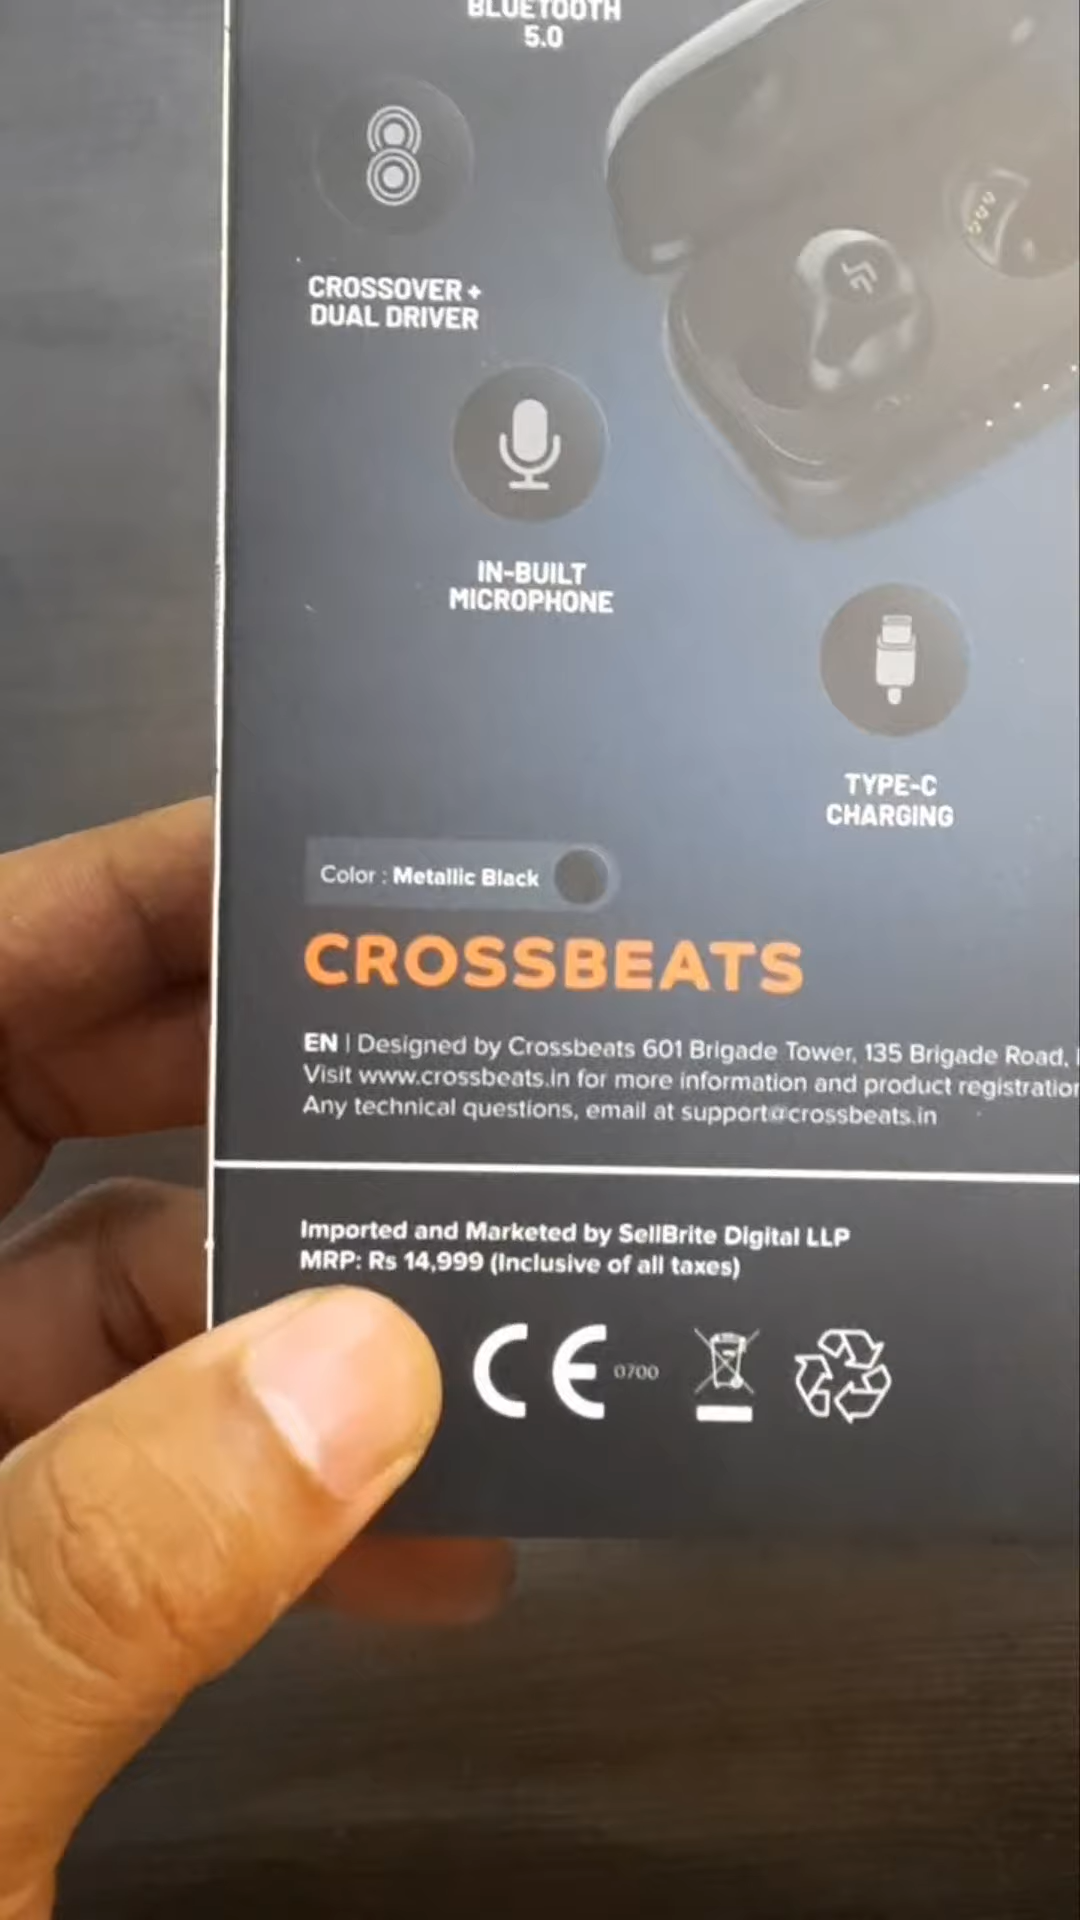 BLUETOOTH
5.0
CROSSOVER +
DUAL DRIVER
IN-BUILT
MICROPHONE
TYPE-C
CHARGING
Color : Metallic Black
CROSSBEATS
EN | Designed by Crossbeats 601 Brigade Tower, 135 Brigade Road,
Visit www.crossbeats.in for more information and product registration
Any technical questions, email at support@crossbeats.in
Imported and Marketed by SellBrite Digital LLP
MRP: Rs 14,999 (Inclusive of all taxes)
CE 0700